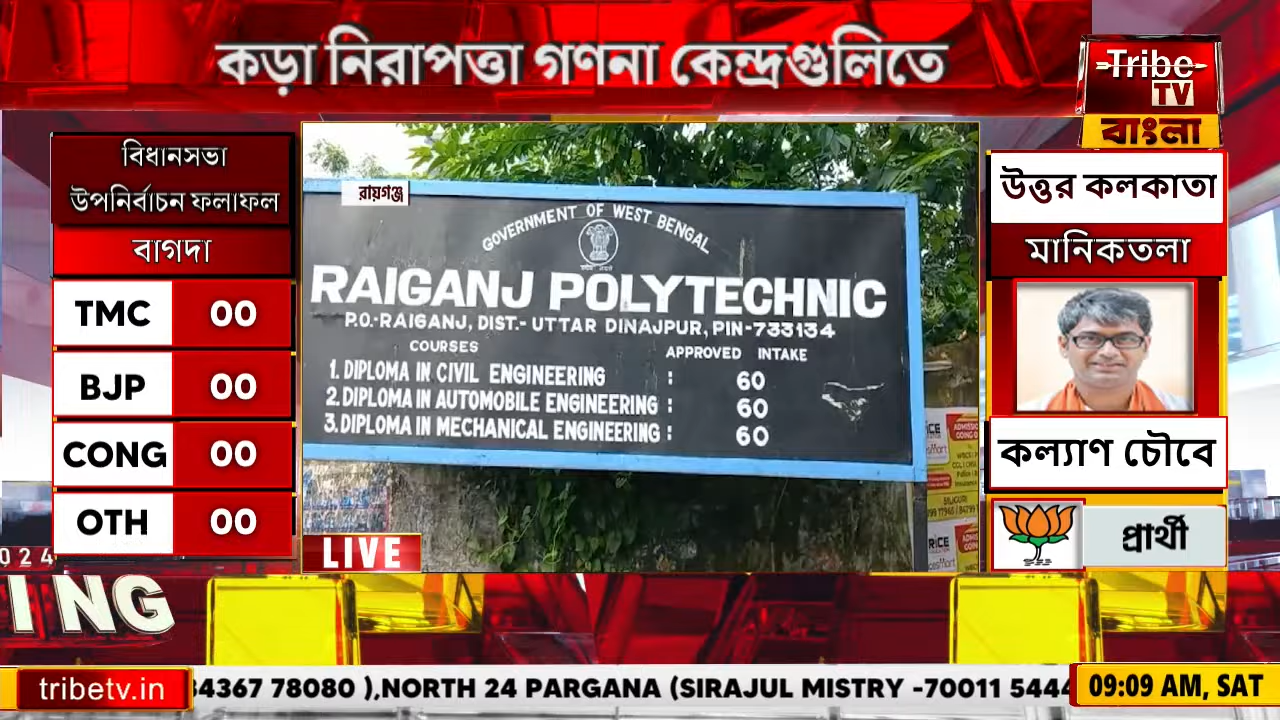 কড়া নিরাপত্তা গণনা কেন্দ্রগুলিতে
Tribe
TV
বাংলা
বিধানসভা
উপনির্বাচন ফলাফল
বাগদা
TMC 00
BJP 00
CONG 00
OTH 00
রায়গঞ্জ
GOVERNMENT OF WEST BENGAL
RAIGANJ POLYTECHNIC
P.O.-RAIGANJ, DIST.- UTTAR DINAJPUR, PIN-733134
COURSES APPROVED INTAKE
1. DIPLOMA IN CIVIL ENGINEERING : 60
2. DIPLOMA IN AUTOMOBILE ENGINEERING : 60
3. DIPLOMA IN MECHANICAL ENGINEERING : 60
LIVE
উত্তর কলকাতা
মানিকতলা
কল্যাণ চৌবে
প্রার্থী
024
ING
tribetv.in
84367 78080 ),NORTH 24 PARGANA (SIRAJUL MISTRY -70011 5444
09:09 AM, SAT